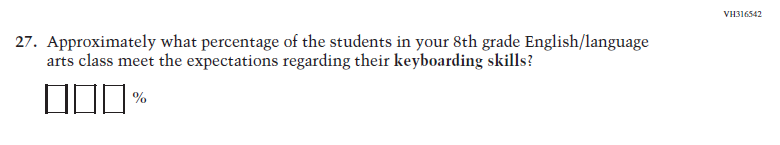 VH316542
27. Approximately what percentage of the students in your 8th grade English/language
arts class meet the expectations regarding their keyboarding skills?
%